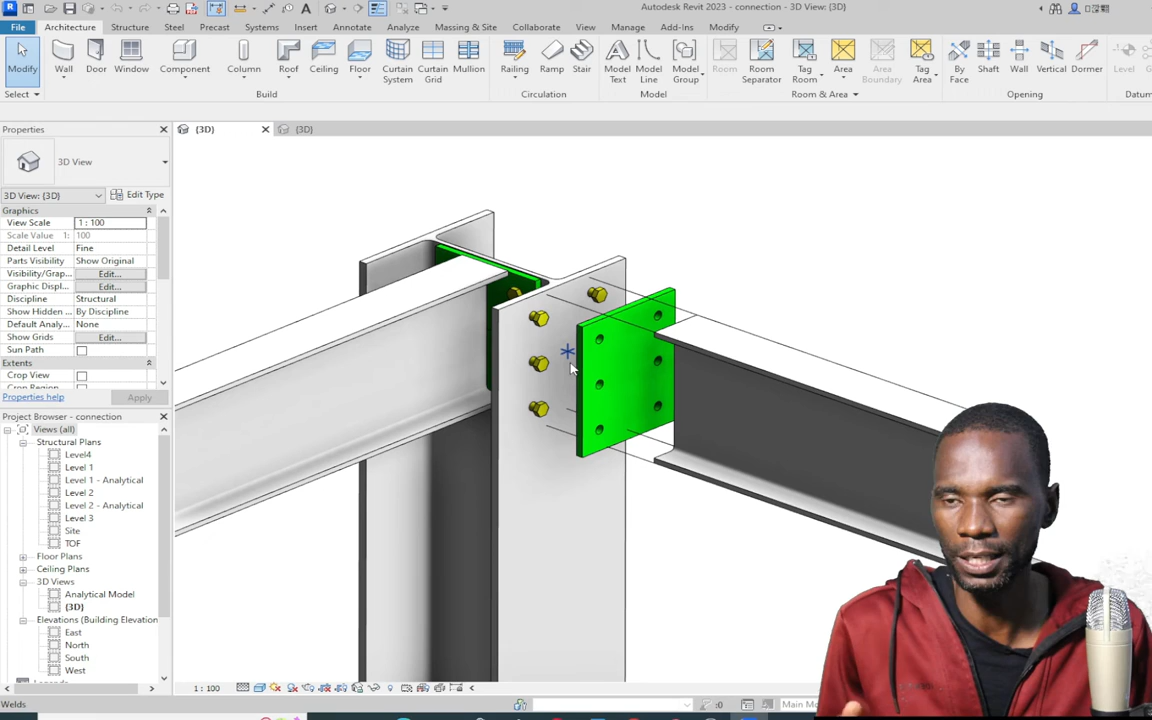 Autodesk Revit 2023 - connection - 3D View: {3D}
File Architecture Structure Steel Precast Systems Insert Annotate Analyze Massing & Site Collaborate View Manage Add-Ins Modify
Modify Wall Door Window Component Column Roof Ceiling Floor Curtain System Curtain Grid Mullion Railing Ramp Stair Model Text Model Line Model Group Room Room Separator Tag Room Area Area Boundary Tag Area By Face Shaft Wall Vertical Dormer Level
Select Build Circulation Model Room & Area Opening Datum
Properties
{3D}
{3D}
3D View
3D View: {3D} Edit Type
Graphics
View Scale 1 : 100
Scale Value 1: 100
Detail Level Fine
Parts Visibility Show Original
Visibility/Grap... Edit...
Graphic Displ... Edit...
Discipline Structural
Show Hidden ... By Discipline
Default Analy... None
Show Grids Edit...
Sun Path
Extents
Crop View
Crop Region
Properties help Apply
Project Browser - connection
Views (all)
Structural Plans
Level4
Level 1
Level 1 - Analytical
Level 2
Level 2 - Analytical
Level 3
Site
TOF
Floor Plans
Ceiling Plans
3D Views
Analytical Model
{3D}
Elevations (Building Elevation
East
North
South
West
1 : 100
Welds :0 Main Mo